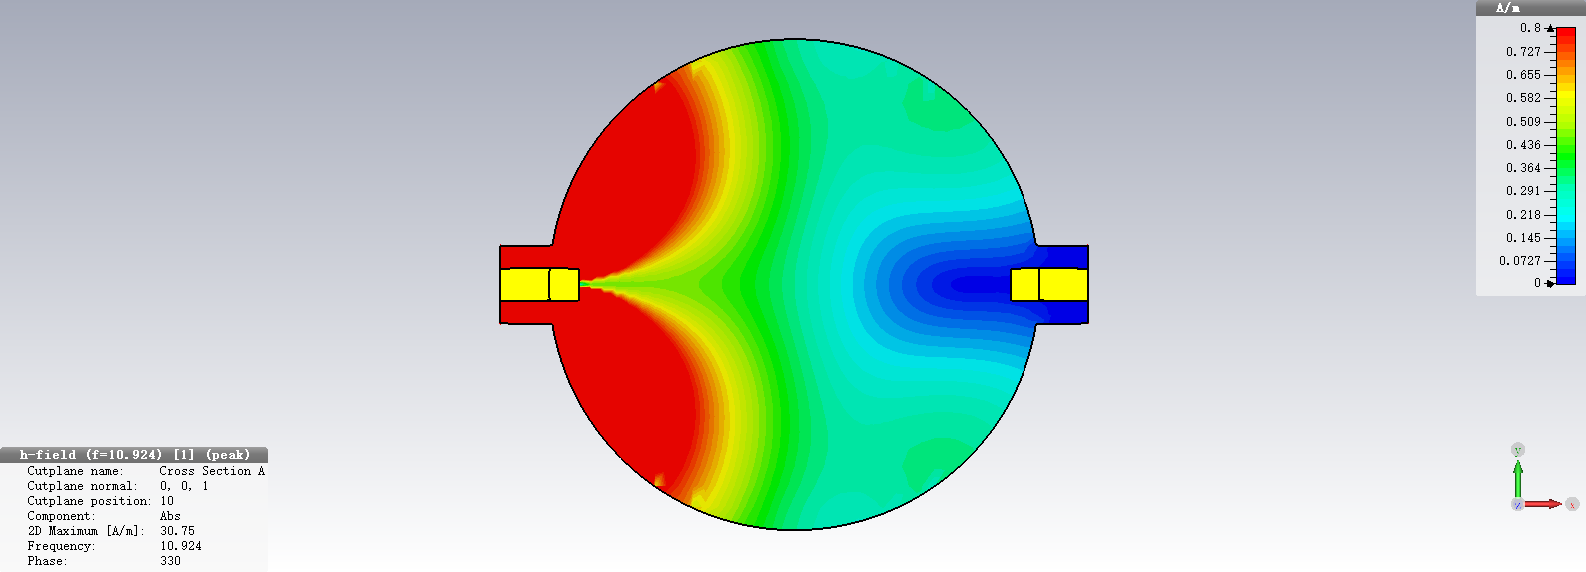 A/m
0.8
0.727
0.655
0.582
0.509
0.436
0.364
0.291
0.218
0.145
0.0727
0
h-field (f=10.924) [1] (peak)
Cutplane name: Cross Section A
Cutplane normal: 0, 0, 1
Cutplane position: 10
Component: Abs
2D Maximum [A/m]: 30.75
Frequency: 10.924
Phase: 330
y
z
x